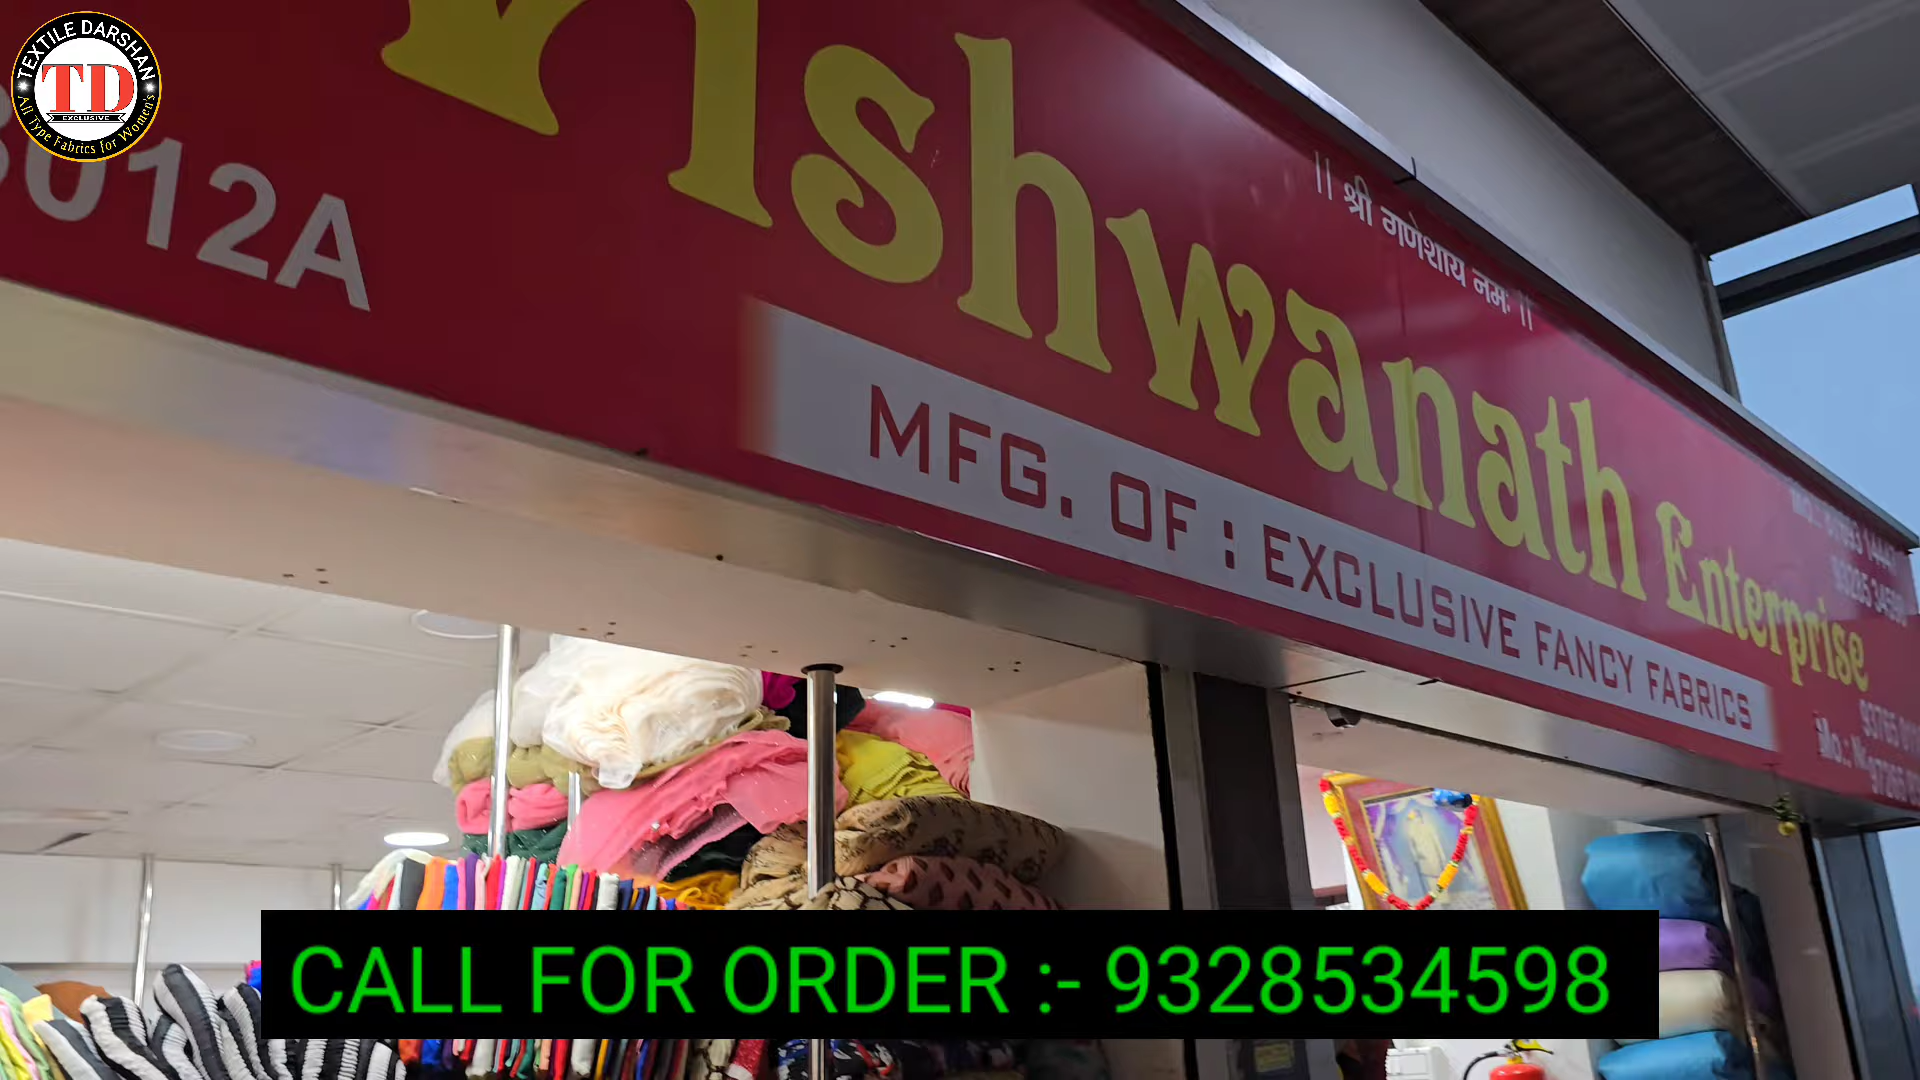 TEXTILE DARSHAN
TD
EXCLUSIVE
All Type Fabrics for Women's
012A
|| श्री गणेशाय नमः ||
ishwanath Enterprise
MFG. OF : EXCLUSIVE FANCY FABRICS
CALL FOR ORDER :- 9328534598